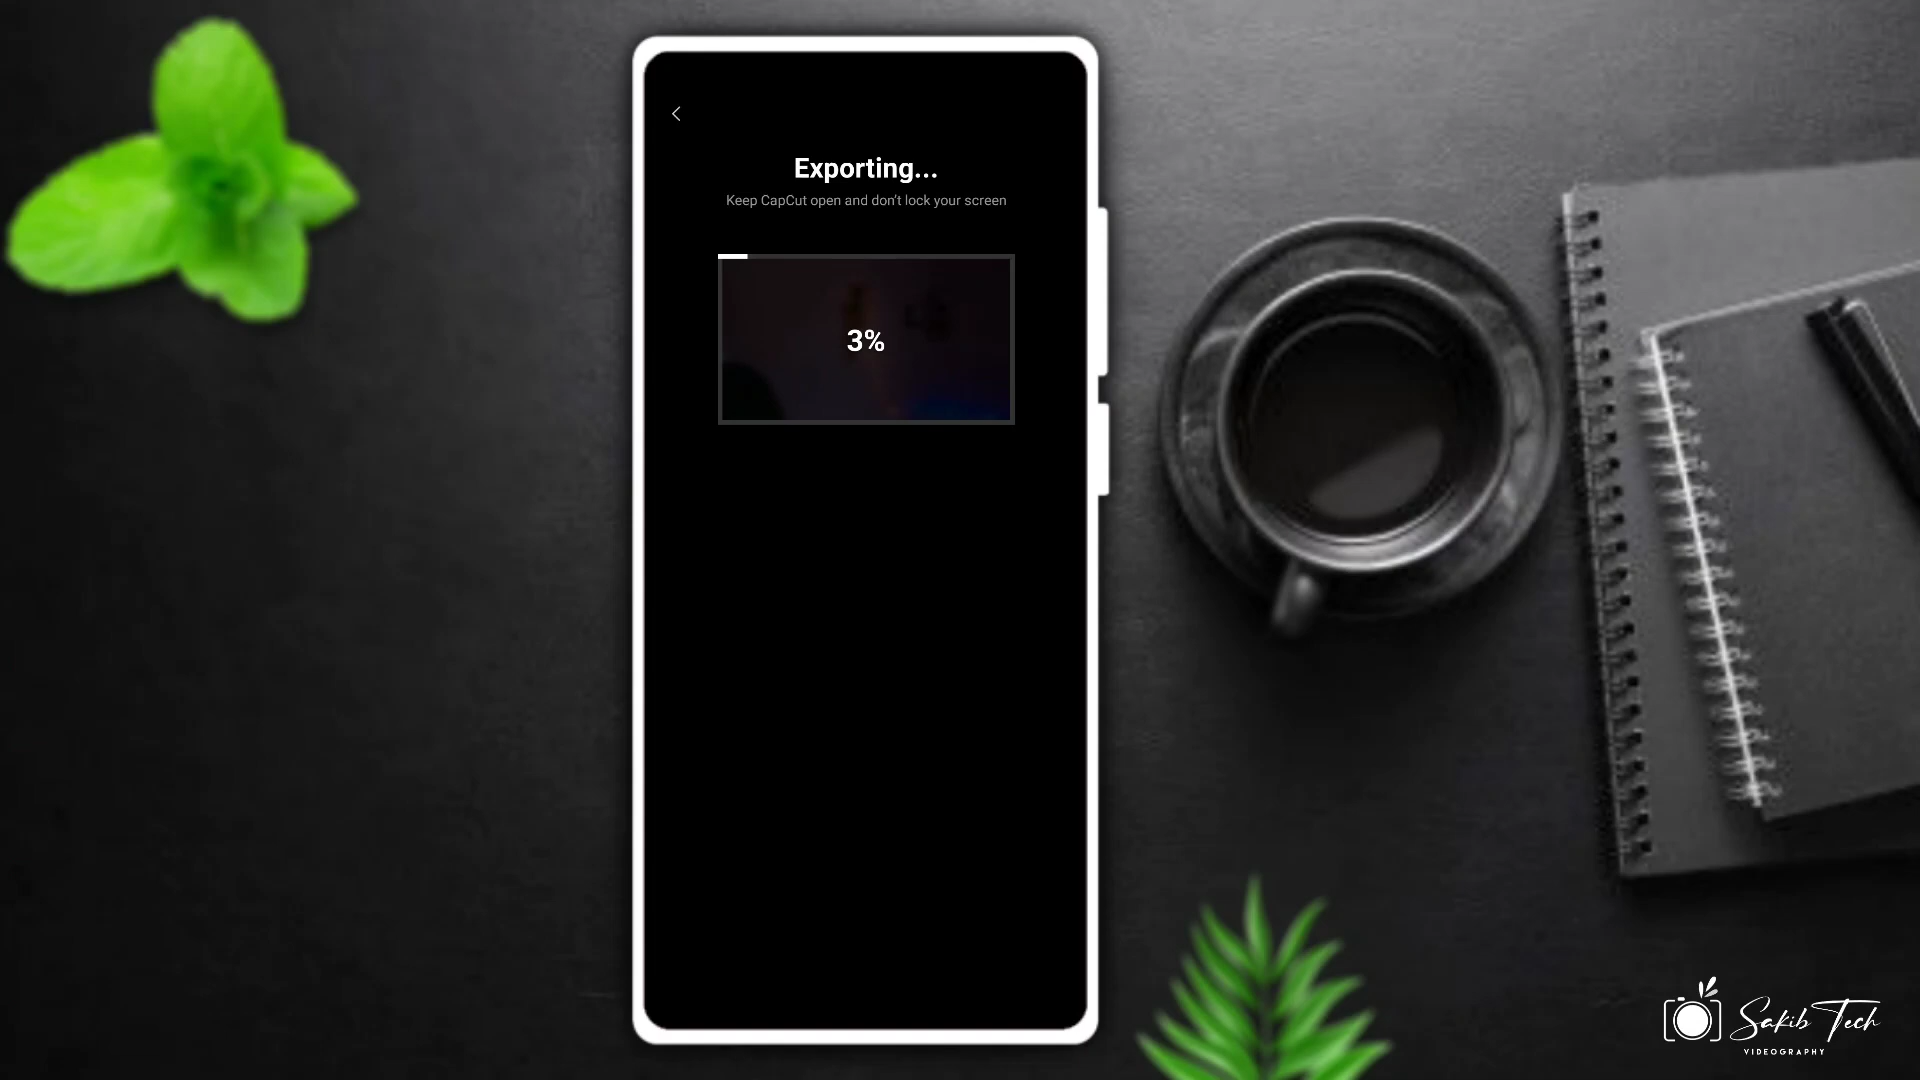 Exporting...
Keep CapCut open and don't lock your screen
3%
Sakib Tech
VIDEOGRAPHY